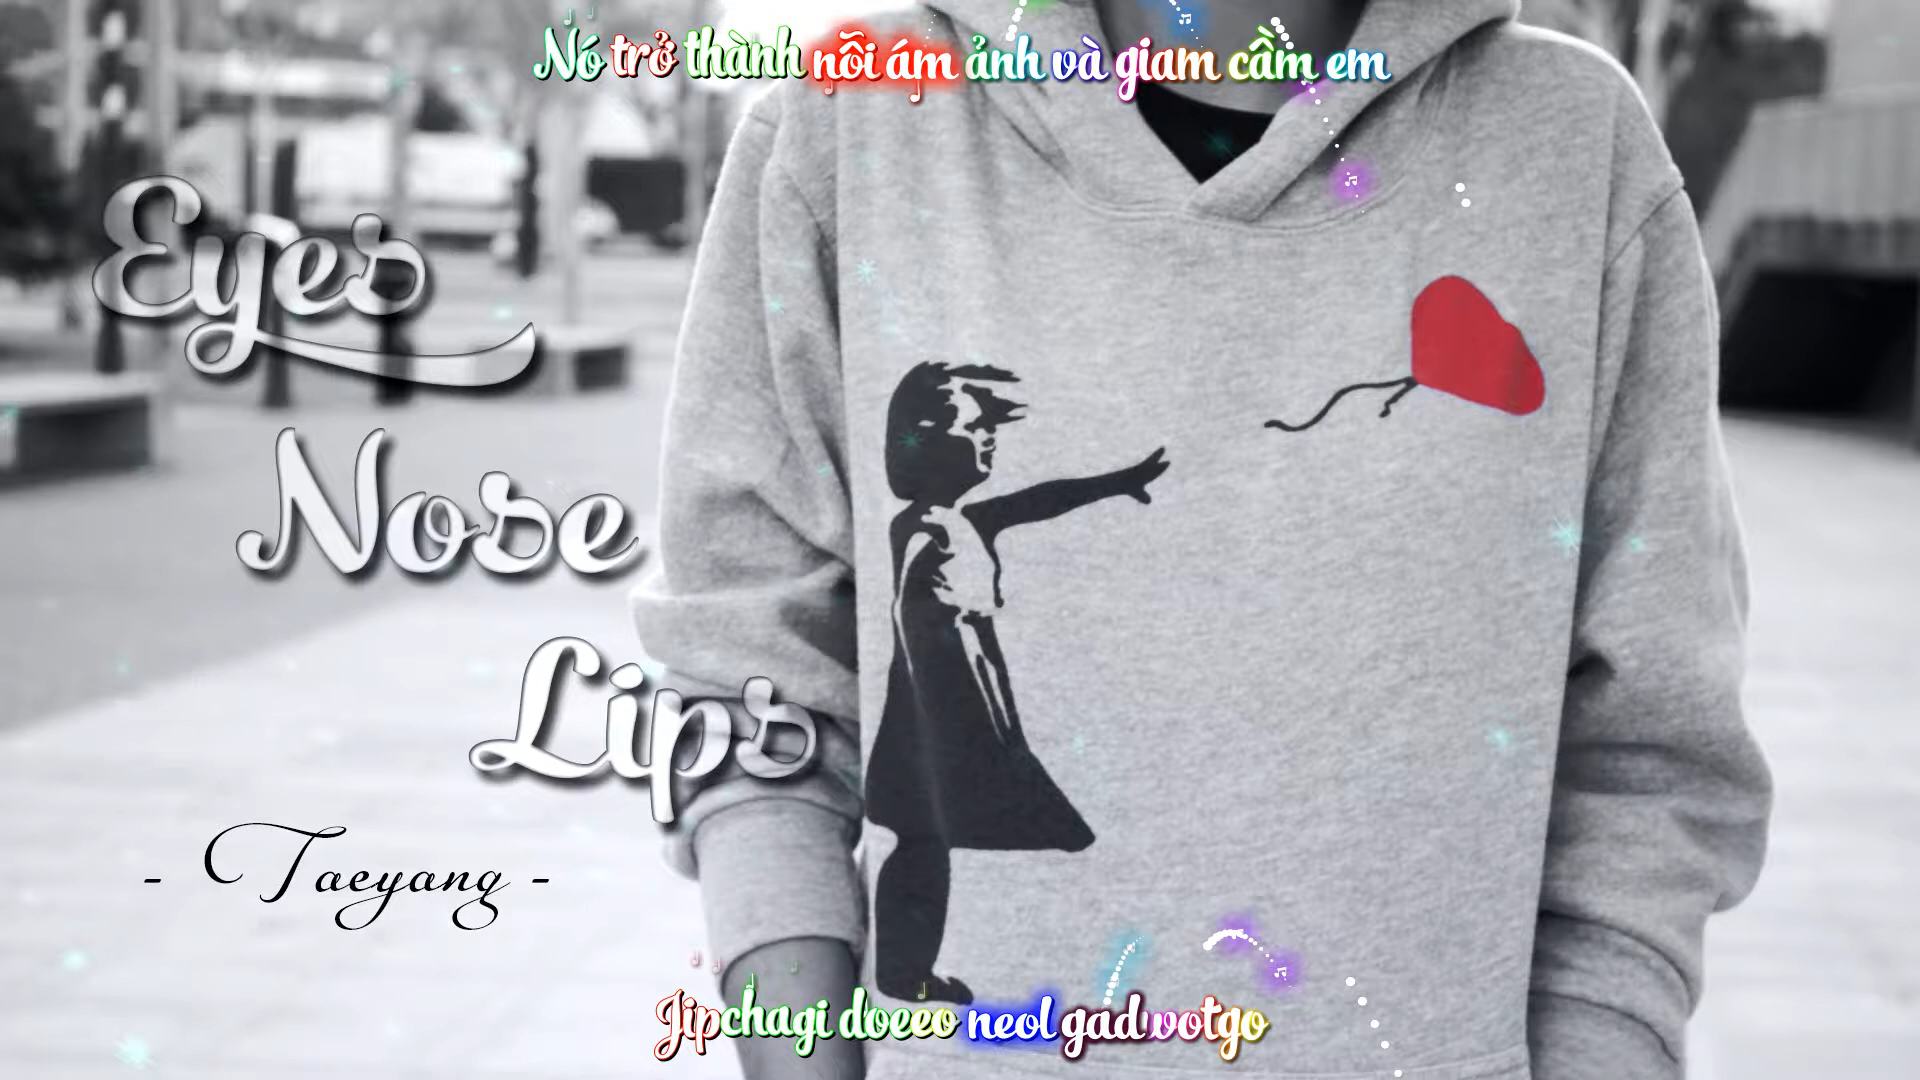 Nó trở thành nỗi ám ảnh và giam cầm em
Eyes
Nose
Lips
- Taeyang -
Jipchagi doeeo neol gadwotgo